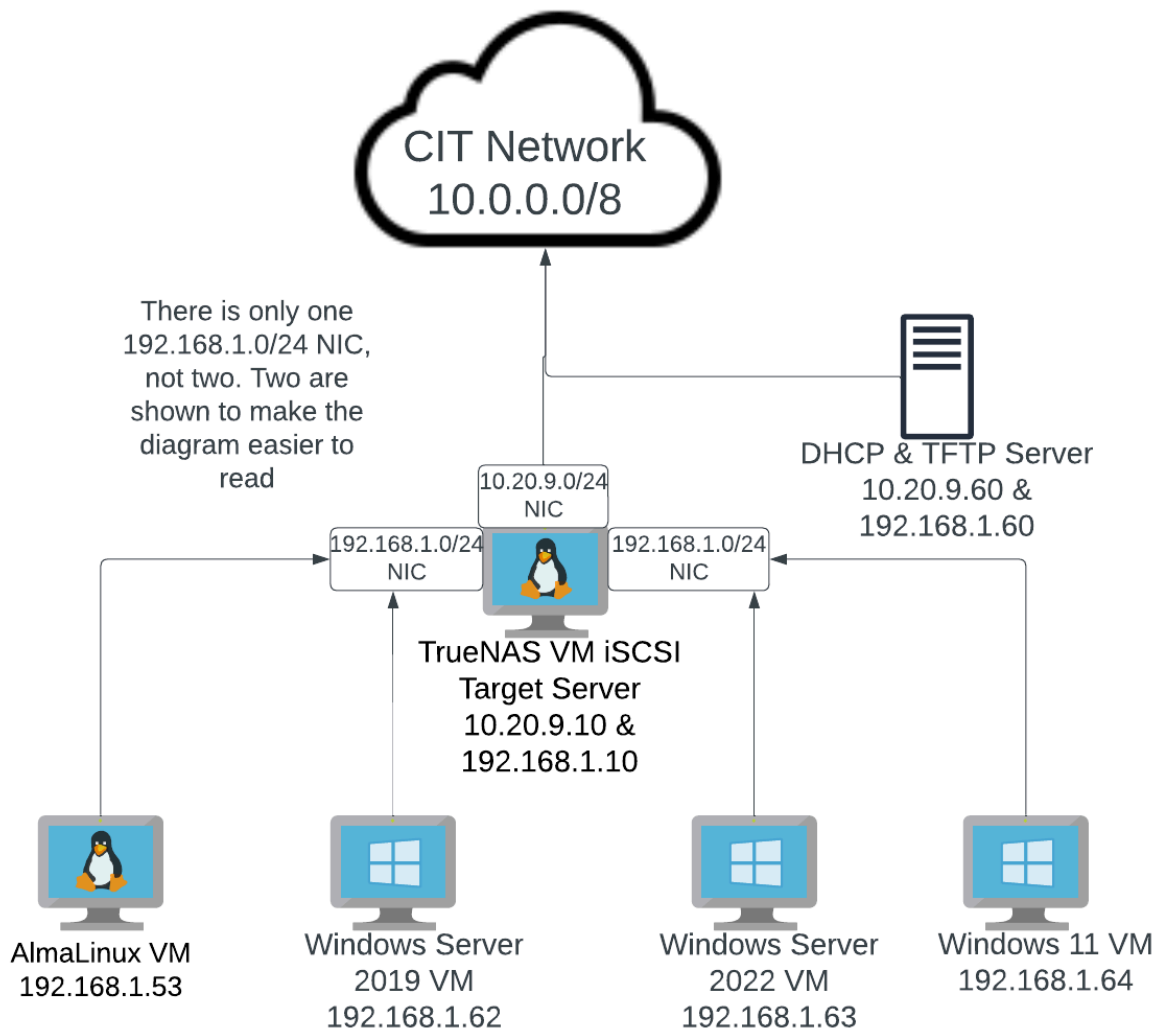 CIT Network
10.0.0.0/8
There is only one
192.168.1.0/24 NIC,
not two. Two are
shown to make the
diagram easier to
read
DHCP & TFTP Server
10.20.9.60 &
192.168.1.60
10.20.9.0/24
NIC
192.168.1.0/24
NIC
192.168.1.0/24
NIC
TrueNAS VM iSCSI
Target Server
10.20.9.10 &
192.168.1.10
AlmaLinux VM
192.168.1.53
Windows Server
2019 VM
192.168.1.62
Windows Server
2022 VM
192.168.1.63
Windows 11 VM
192.168.1.64